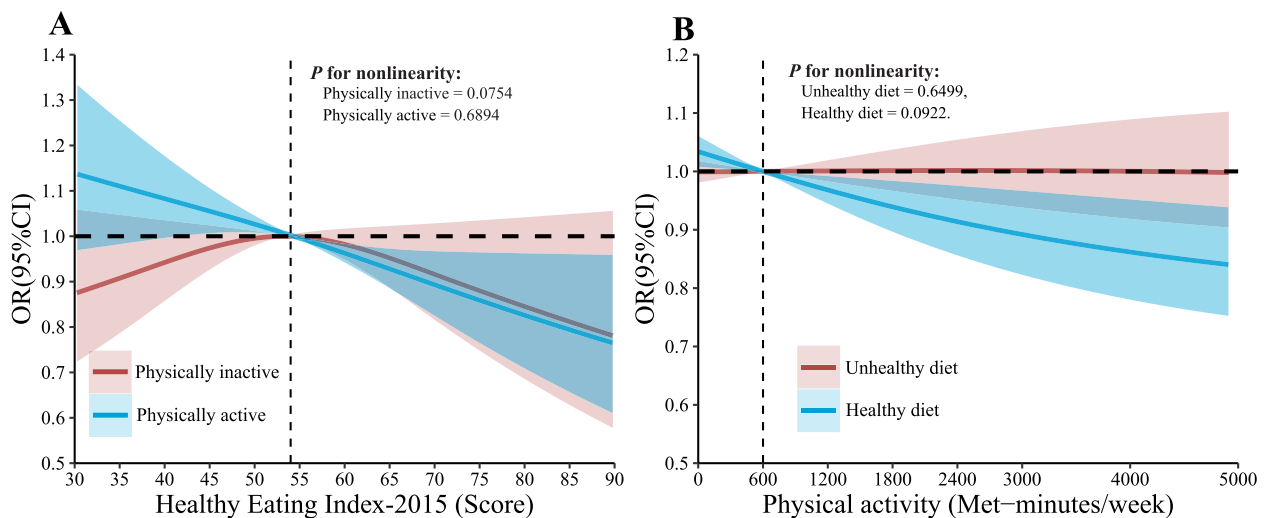 A
1.4
1.3
1.2
1.1
1.0
0.9
0.8
0.7
0.6
0.5
OR(95%CI)
P for nonlinearity:
Physically inactive = 0.0754
Physically active = 0.6894
Physically inactive
Physically active
30 35 40 45 50 55 60 65 70 75 80 85 90
Healthy Eating Index-2015 (Score)
B
1.2
1.1
1.0
0.9
0.8
0.7
0.6
0.5
OR(95%CI)
P for nonlinearity:
Unhealthy diet = 0.6499,
Healthy diet = 0.0922.
Unhealthy diet
Healthy diet
0 600 1200 1800 2400 3000 4000 5000
Physical activity (Met−minutes/week)